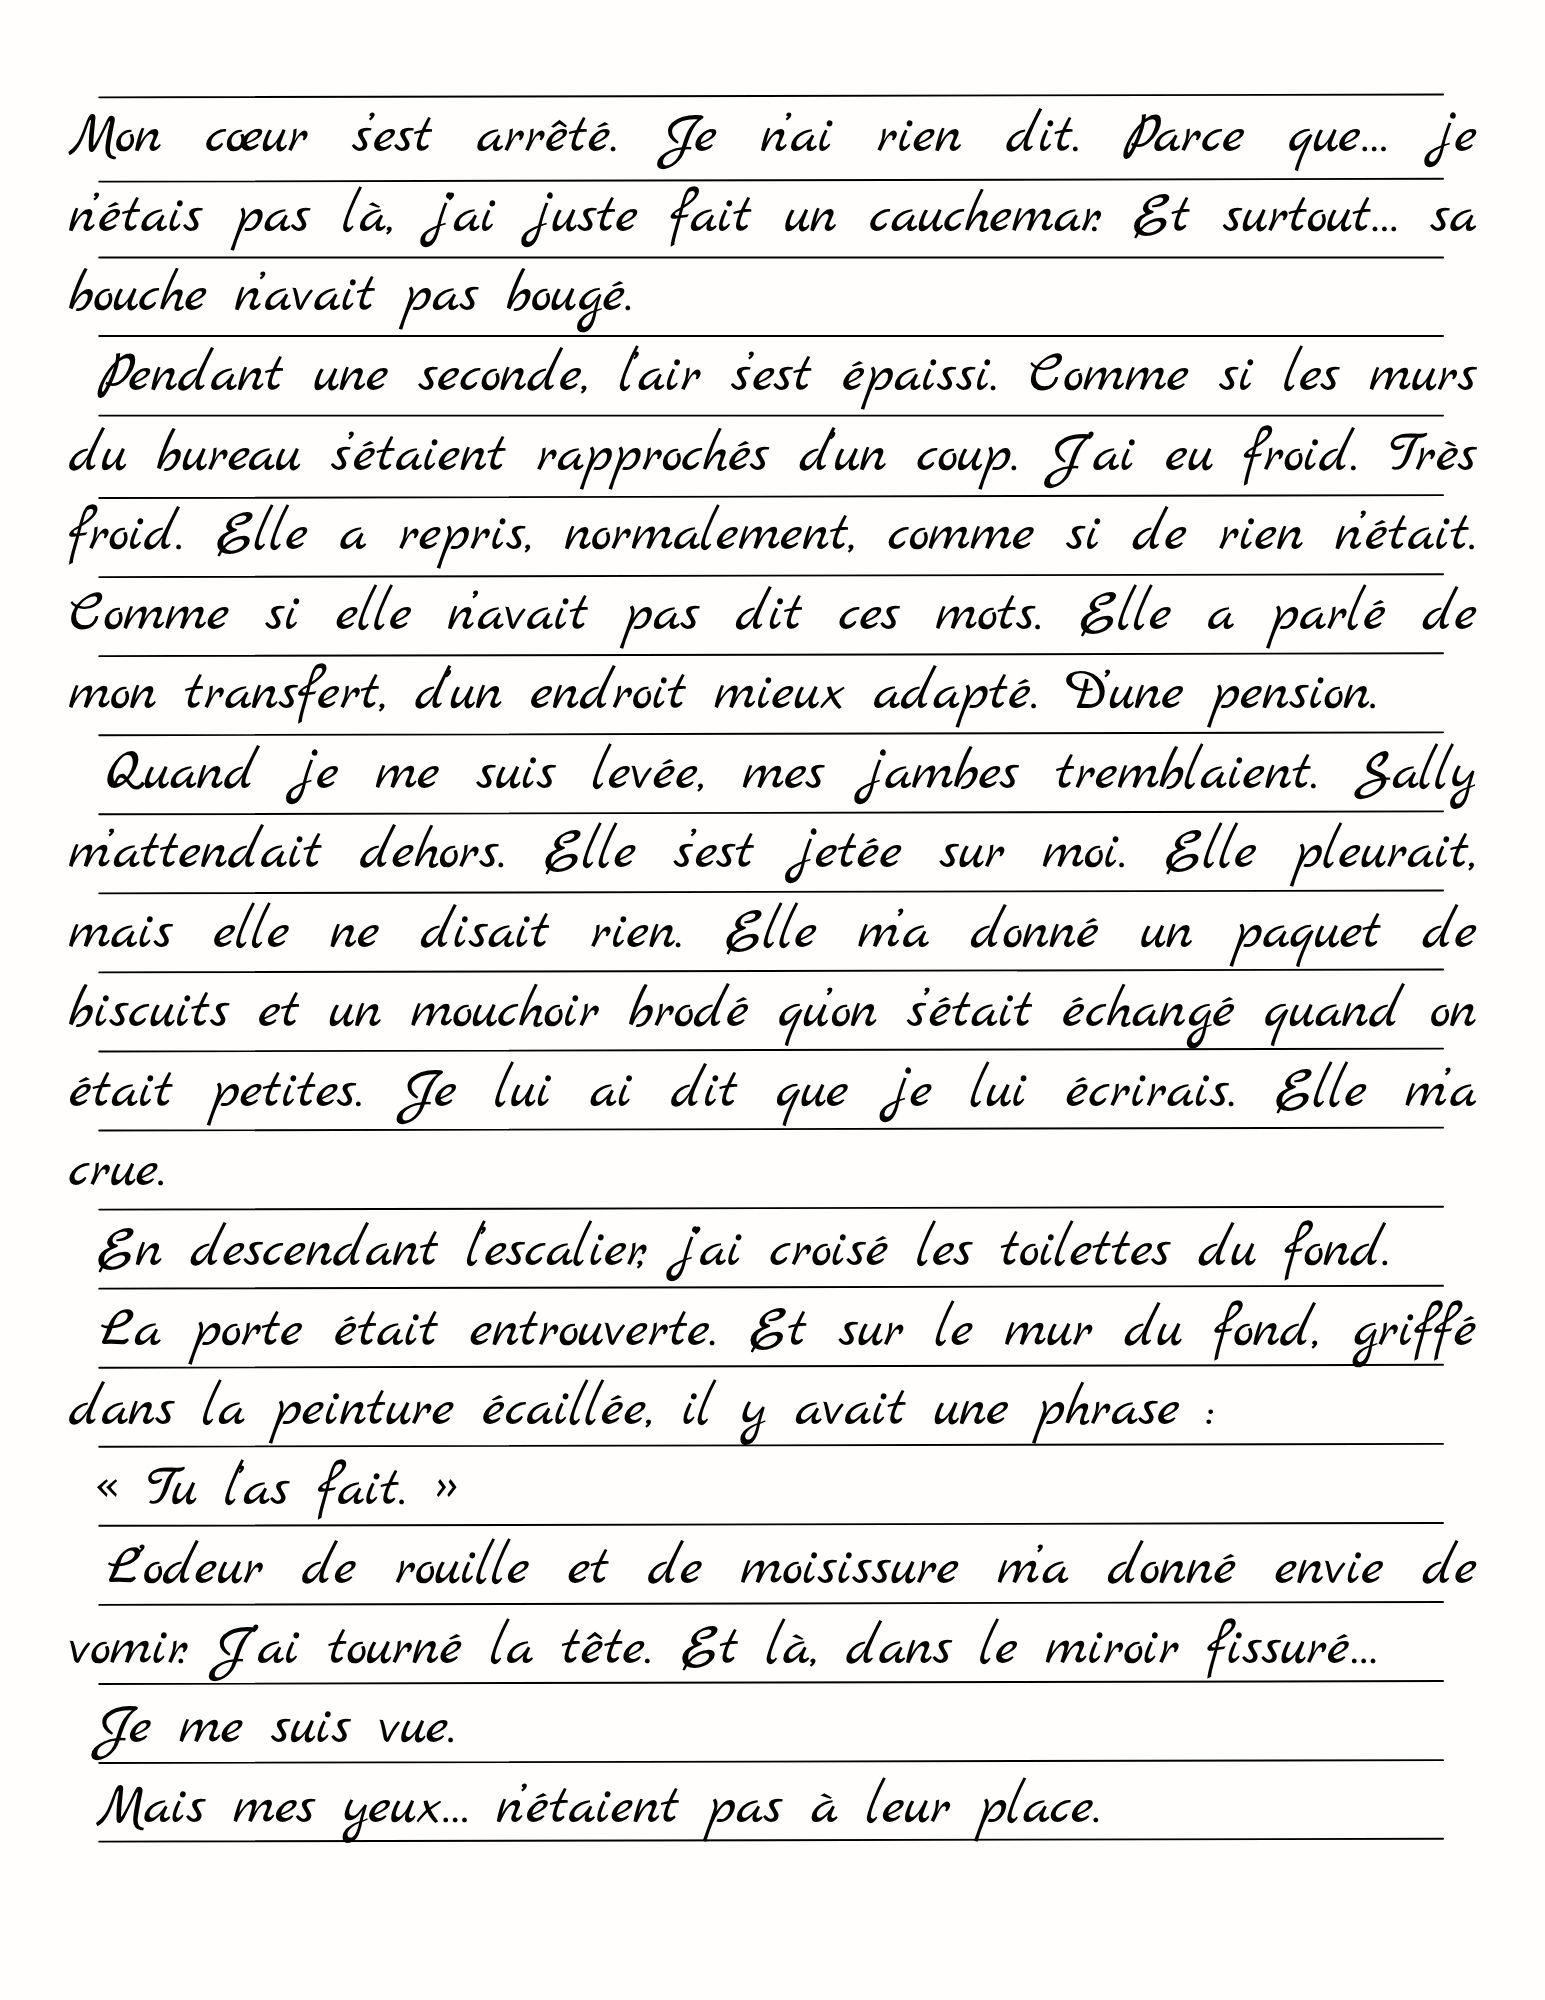 Mon cœur s'est arrêté. Je n'ai rien dit. Parce que... je
n'étais pas là, j'ai juste fait un cauchemar. Et surtout... sa
bouche n'avait pas bougé.
Pendant une seconde, l'air s'est épaissi. Comme si les murs
du bureau s'étaient rapprochés d'un coup. J'ai eu froid. Très
froid. Elle a repris, normalement, comme si de rien n'était.
Comme si elle n'avait pas dit ces mots. Elle a parlé de
mon transfert, d'un endroit mieux adapté. D'une pension.
Quand je me suis levée, mes jambes tremblaient. Sally
m'attendait dehors. Elle s'est jetée sur moi. Elle pleurait,
mais elle ne disait rien. Elle m'a donné un paquet de
biscuits et un mouchoir brodé qu'on s'était échangé quand on
était petites. Je lui ai dit que je lui écrirais. Elle m'a
crue.
En descendant l'escalier, j'ai croisé les toilettes du fond.
La porte était entrouverte. Et sur le mur du fond, griffé
dans la peinture écaillée, il y avait une phrase :
« Tu l'as fait. »
L'odeur de rouille et de moisissure m'a donné envie de
vomir. J'ai tourné la tête. Et là, dans le miroir fissuré...
Je me suis vue.
Mais mes yeux... n'étaient pas à leur place.